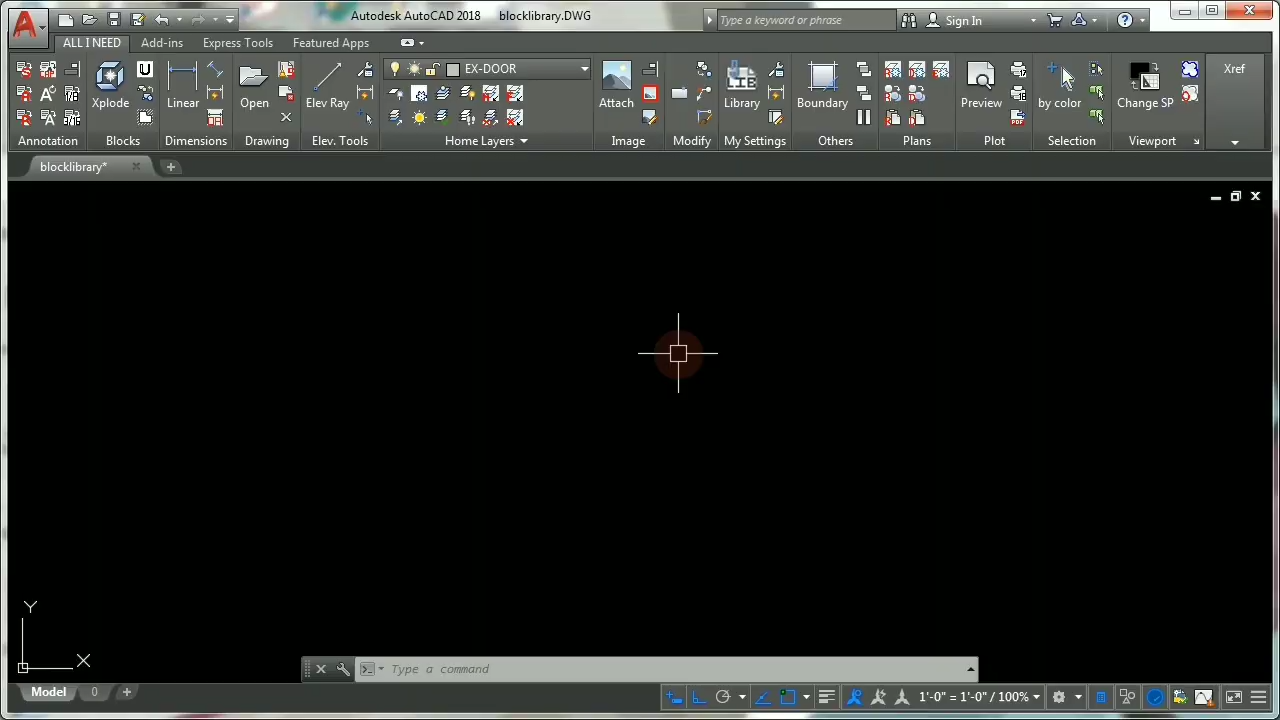 Autodesk AutoCAD 2018 blocklibrary.DWG
Type a keyword or phrase
Sign In
ALL I NEED Add-ins Express Tools Featured Apps
EX-DOOR
Xref
Xplode Linear Open Elev Ray Attach Library Boundary Preview by color Change SP
Annotation Blocks Dimensions Drawing Elev. Tools Home Layers Image Modify My Settings Others Plans Plot Selection Viewport
blocklibrary*
Y
X
Type a command
Model 0
1'-0" = 1'-0" / 100%